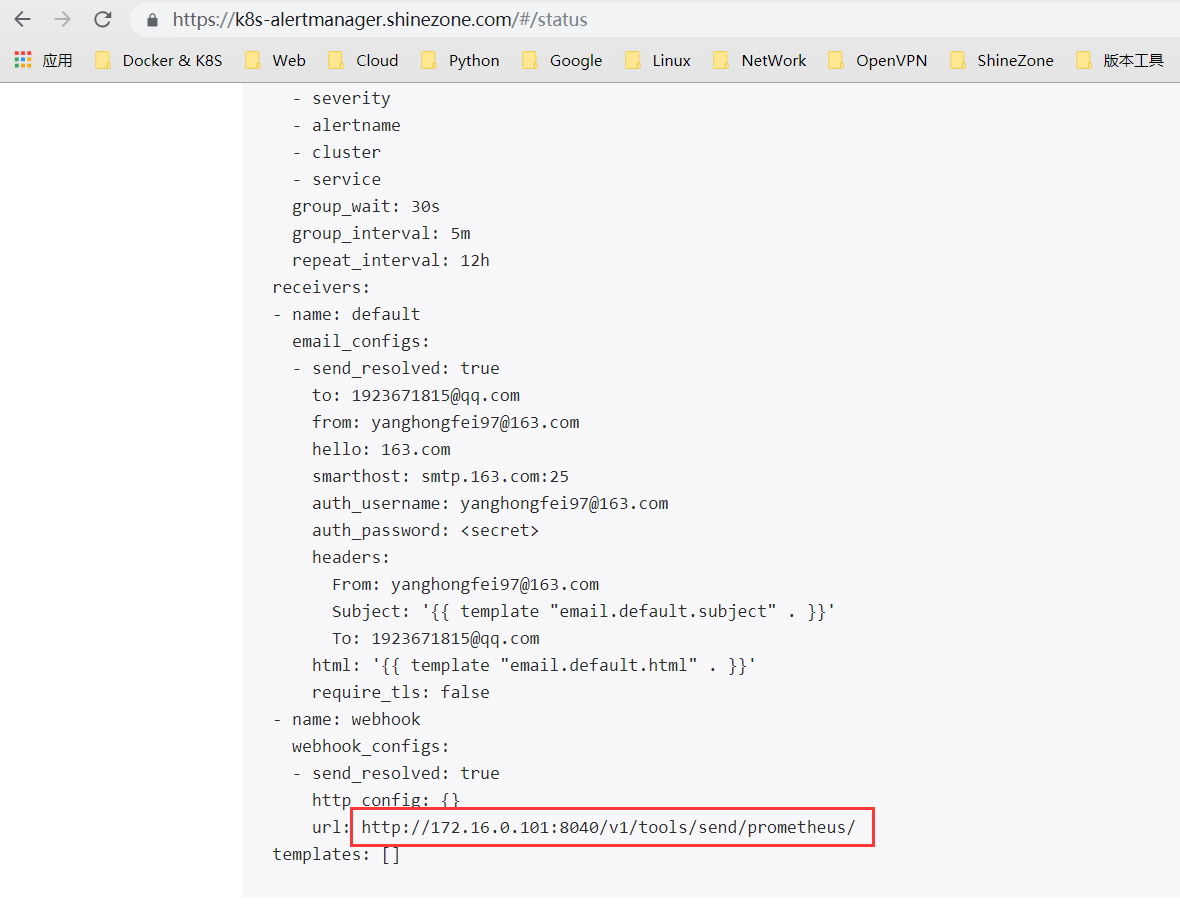 https://k8s-alertmanager.shinezone.com/#/status
应用 Docker & K8S Web Cloud Python Google Linux NetWork OpenVPN ShineZone 版本工具
- severity
- alertname
- cluster
- service
group_wait: 30s
group_interval: 5m
repeat_interval: 12h
receivers:
- name: default
email_configs:
- send_resolved: true
to: 1923671815@qq.com
from: yanghongfei97@163.com
hello: 163.com
smarthost: smtp.163.com:25
auth_username: yanghongfei97@163.com
auth_password: <secret>
headers:
From: yanghongfei97@163.com
Subject: '{{ template "email.default.subject" . }}'
To: 1923671815@qq.com
html: '{{ template "email.default.html" . }}'
require_tls: false
- name: webhook
webhook_configs:
- send_resolved: true
http_config: {}
url: http://172.16.0.101:8040/v1/tools/send/prometheus/
templates: []